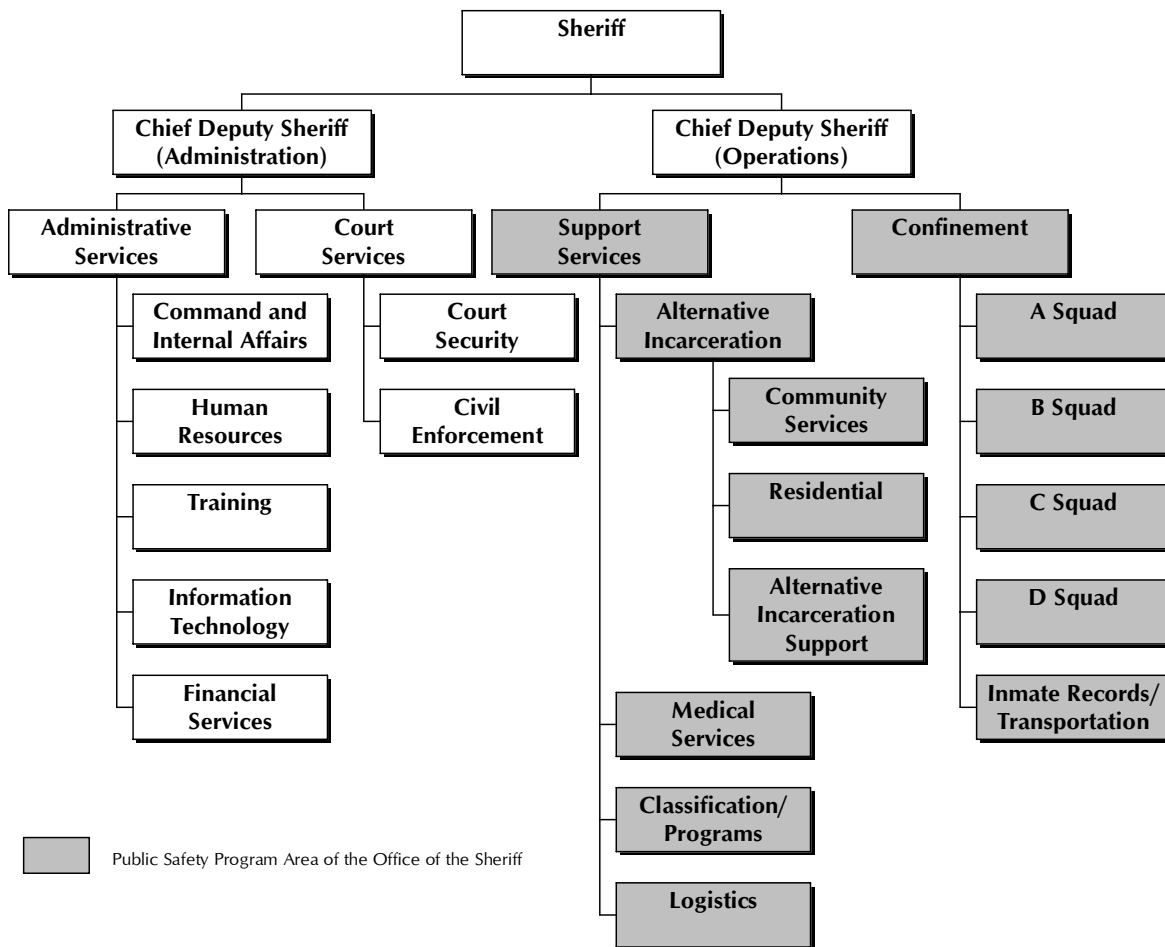 Sheriff
Chief Deputy Sheriff
(Administration)
Chief Deputy Sheriff
(Operations)
Administrative
Services
Court
Services
Support
Services
Confinement
Command and
Internal Affairs
Human
Resources
Training
Information
Technology
Financial
Services
Court
Security
Civil
Enforcement
Alternative
Incarceration
Community
Services
Residential
Alternative
Incarceration
Support
Medical
Services
Classification/
Programs
Logistics
A Squad
B Squad
C Squad
D Squad
Inmate Records/
Transportation
Public Safety Program Area of the Office of the Sheriff